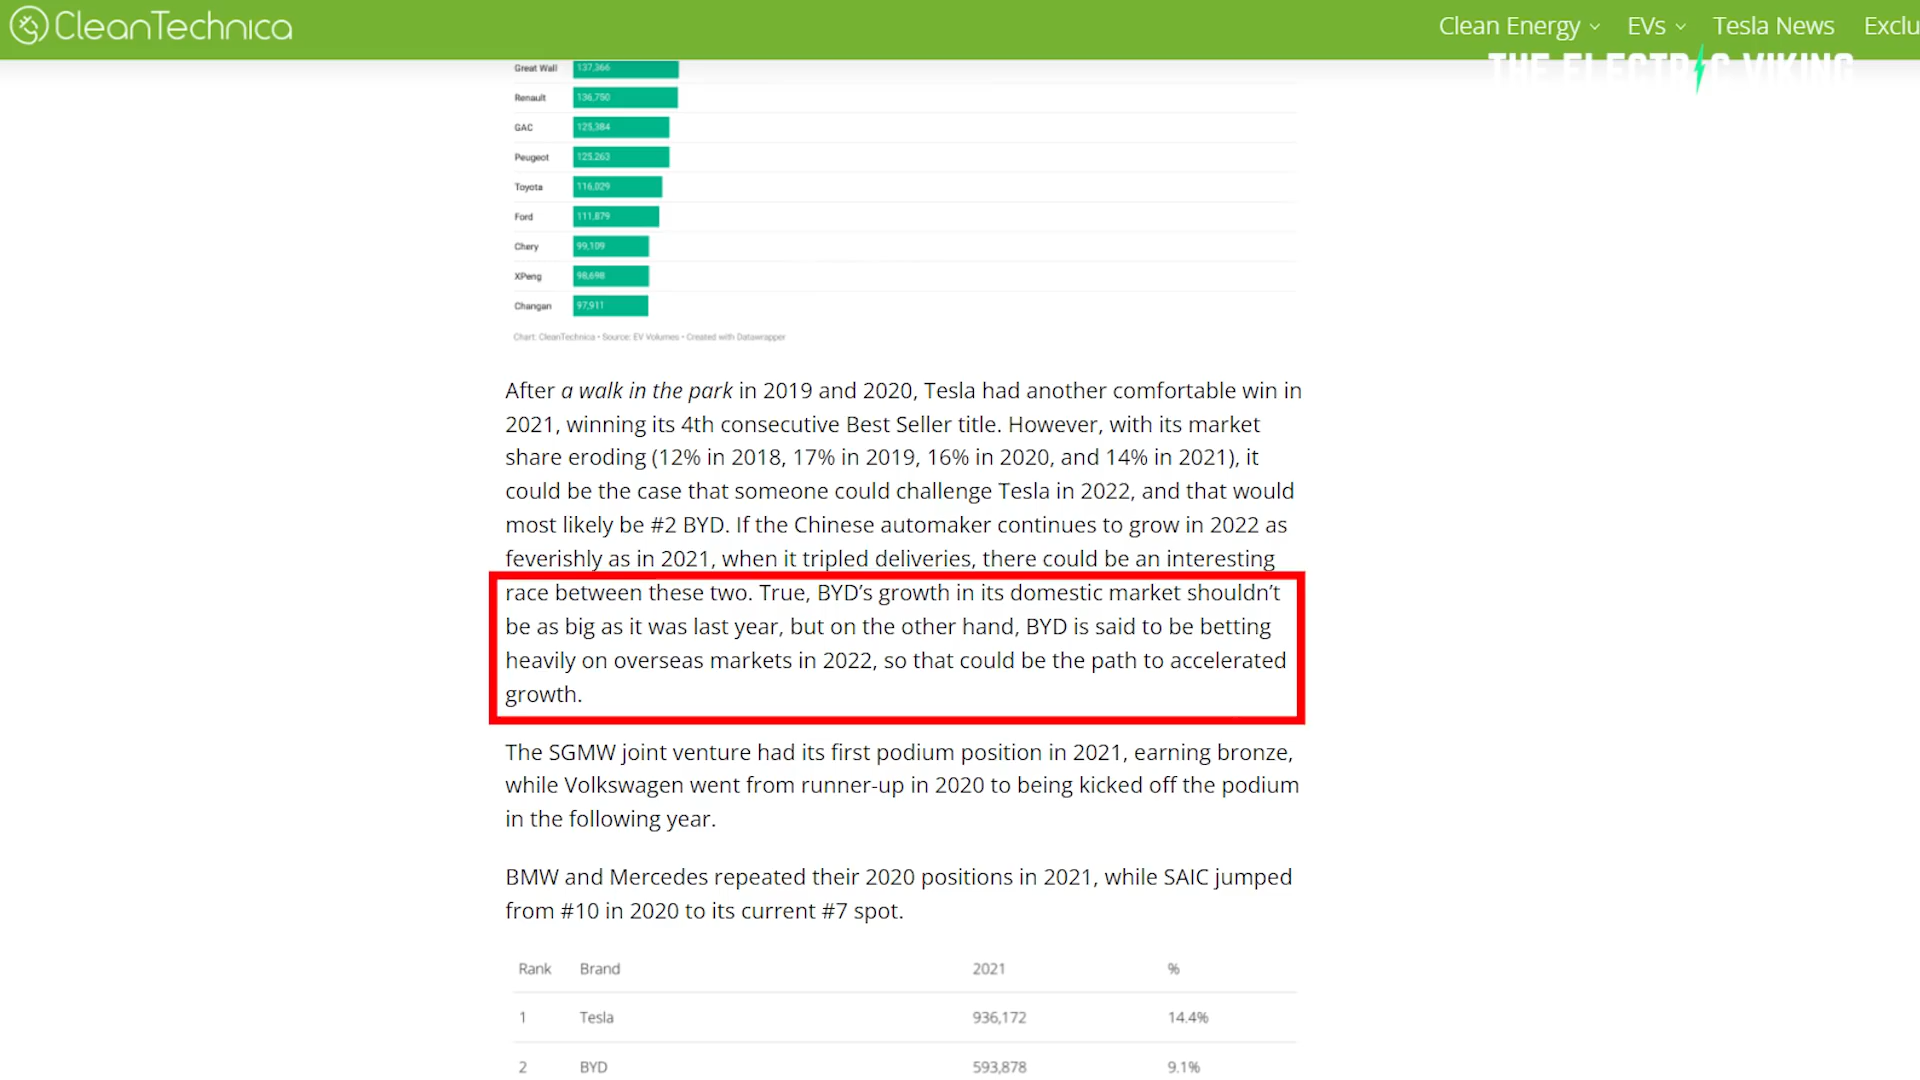 CleanTechnica
Clean Energy EVs Tesla News Exclu
THE ELECTRIC VIKING
Great Wall 137,366
Renault 136,750
GAC 125,384
Peugeot 125,263
Toyota 116,029
Ford 111,879
Chery 99,109
XPeng 98,698
Changan 97,911
Chart: CleanTechnica • Source: EV Volumes • Created with Datawrapper
After a walk in the park in 2019 and 2020, Tesla had another comfortable win in
2021, winning its 4th consecutive Best Seller title. However, with its market
share eroding (12% in 2018, 17% in 2019, 16% in 2020, and 14% in 2021), it
could be the case that someone could challenge Tesla in 2022, and that would
most likely be #2 BYD. If the Chinese automaker continues to grow in 2022 as
feverishly as in 2021, when it tripled deliveries, there could be an interesting
race between these two. True, BYD’s growth in its domestic market shouldn’t
be as big as it was last year, but on the other hand, BYD is said to be betting
heavily on overseas markets in 2022, so that could be the path to accelerated
growth.
The SGMW joint venture had its first podium position in 2021, earning bronze,
while Volkswagen went from runner-up in 2020 to being kicked off the podium
in the following year.
BMW and Mercedes repeated their 2020 positions in 2021, while SAIC jumped
from #10 in 2020 to its current #7 spot.
Rank Brand 2021 %
1 Tesla 936,172 14.4%
2 BYD 593,878 9.1%